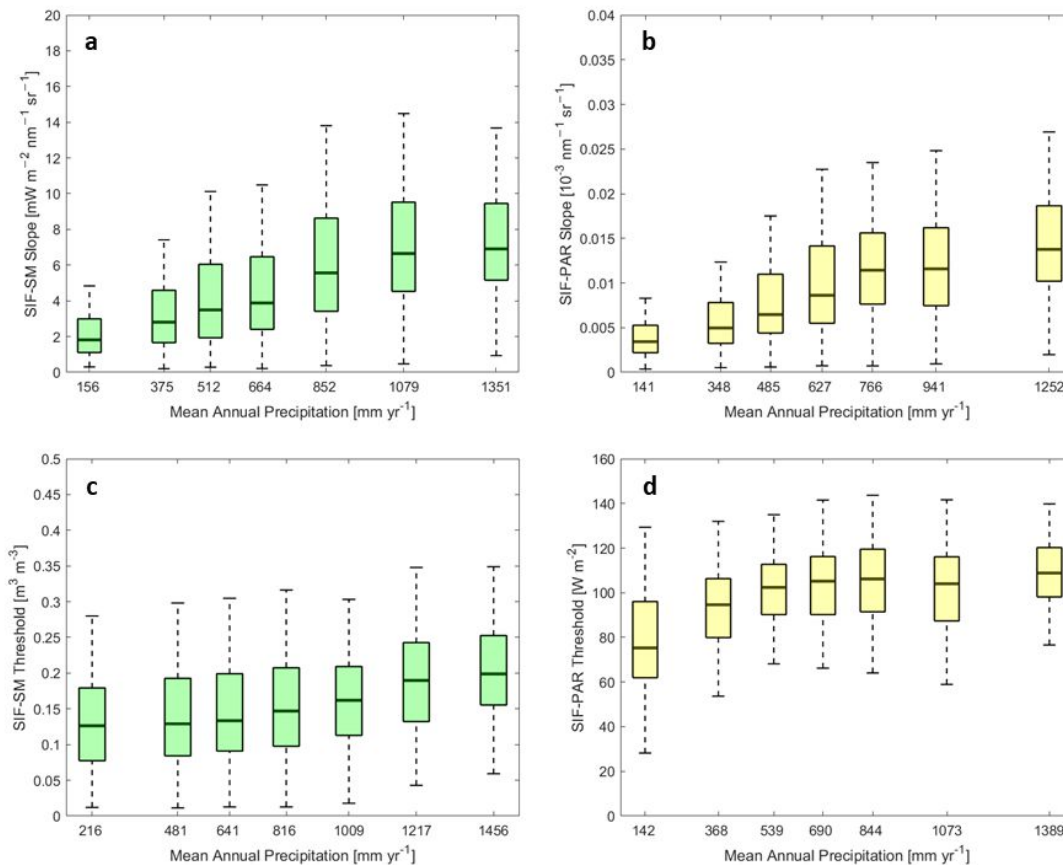 a
20
18
16
14
12
10
8
6
4
2
0
SIF-SM Slope [mW m⁻² nm⁻¹ sr⁻¹]
156 375 512 664 852 1079 1351
Mean Annual Precipitation [mm yr⁻¹]
b
0.04
0.035
0.03
0.025
0.02
0.015
0.01
0.005
0
SIF-PAR Slope [10⁻³ nm⁻¹ sr⁻¹]
141 348 485 627 766 941 1252
Mean Annual Precipitation [mm yr⁻¹]
c
0.5
0.45
0.4
0.35
0.3
0.25
0.2
0.15
0.1
0.05
0
SIF-SM Threshold [m³ m⁻³]
216 481 641 816 1009 1217 1456
Mean Annual Precipitation [mm yr⁻¹]
d
160
140
120
100
80
60
40
20
0
SIF-PAR Threshold [W m⁻²]
142 368 539 690 844 1073 1389
Mean Annual Precipitation [mm yr⁻¹]